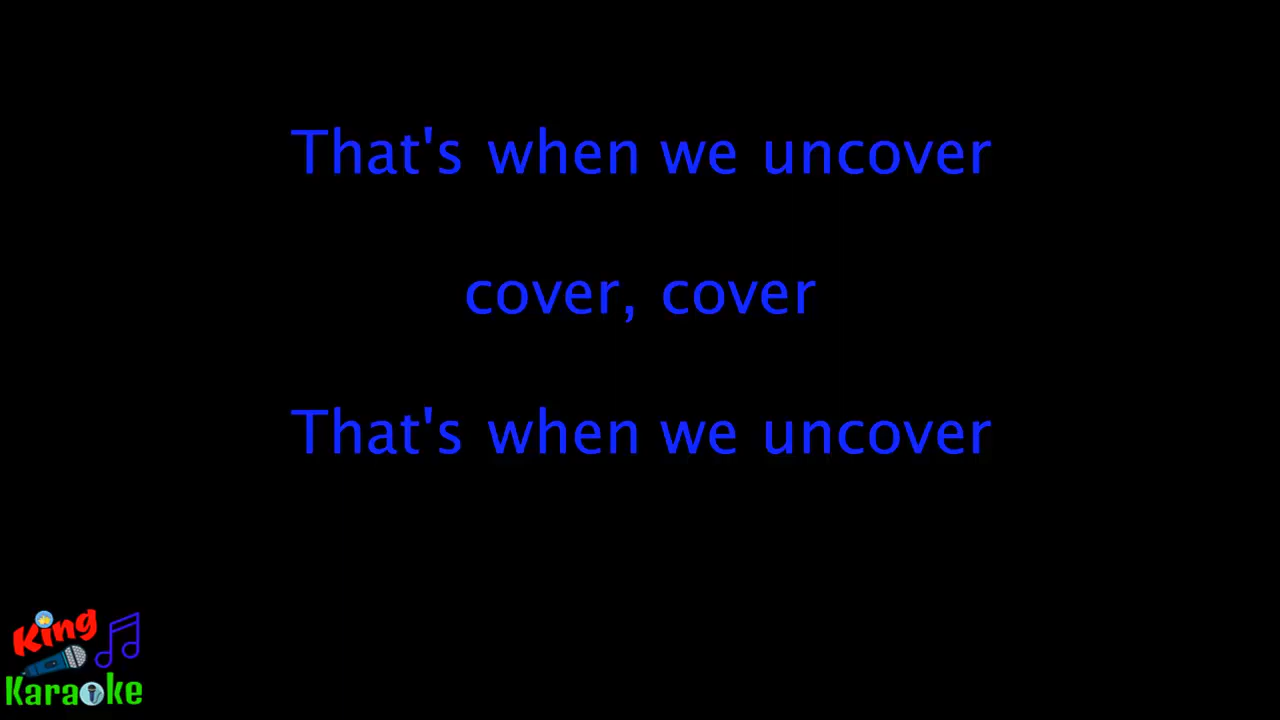 That's when we uncover
cover, cover
That's when we uncover
King
Karaoke